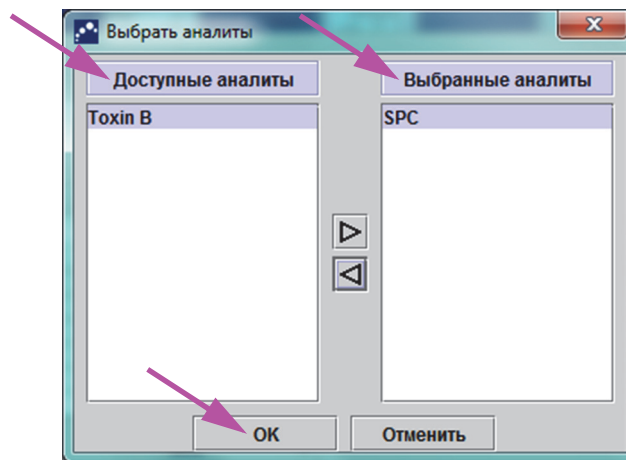 Выбрать аналиты
Доступные аналиты
Выбранные аналиты
Toxin B
SPC
OK
Отменить